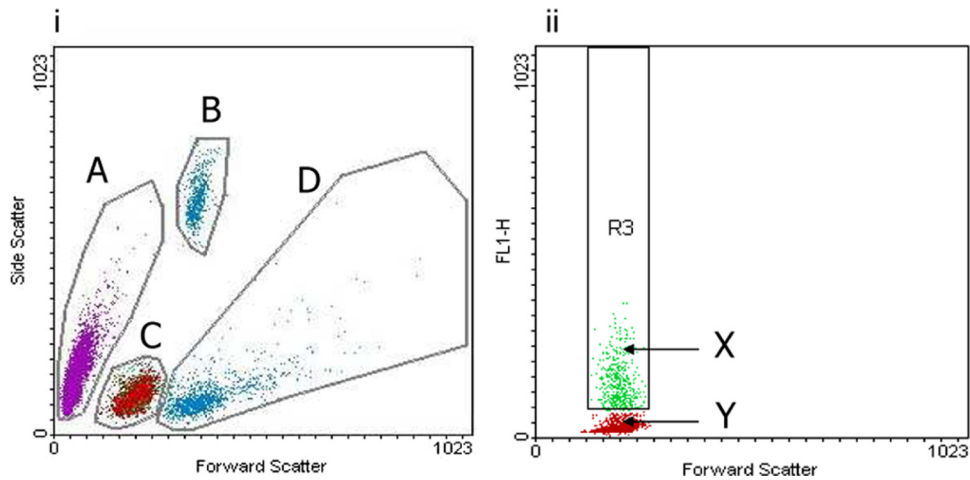 i
1023
Side Scatter
0
A
B
C
D
Forward Scatter
1023
ii
1023
FL1-H
0
R3
X
Y
0
Forward Scatter
1023